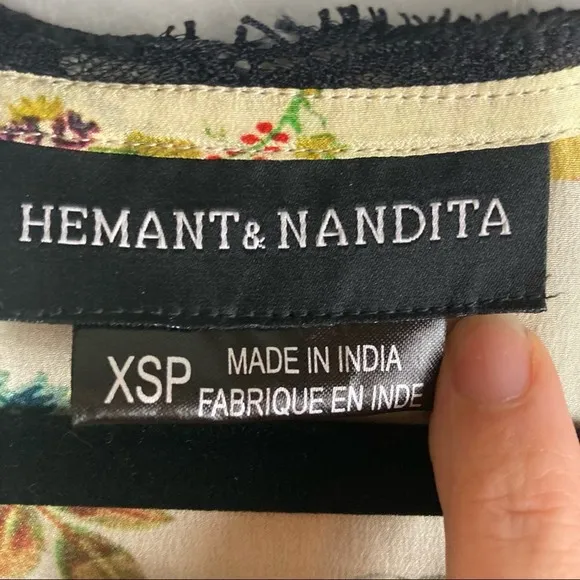 HEMANT & NANDITA
XSP
MADE IN INDIA
FABRIQUE EN INDE